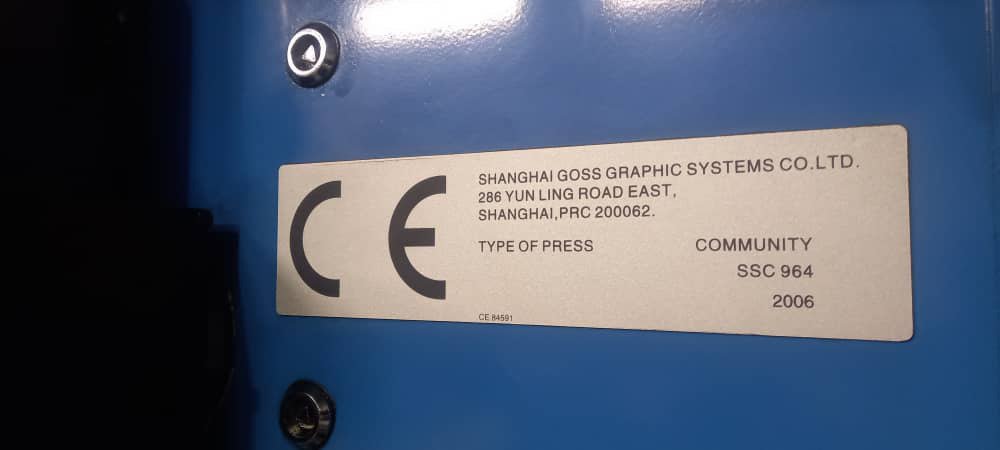 CE
SHANGHAI GOSS GRAPHIC SYSTEMS CO.LTD.
286 YUN LING ROAD EAST,
SHANGHAI,PRC 200062.
TYPE OF PRESS COMMUNITY
SSC 964
2006
CE 84591